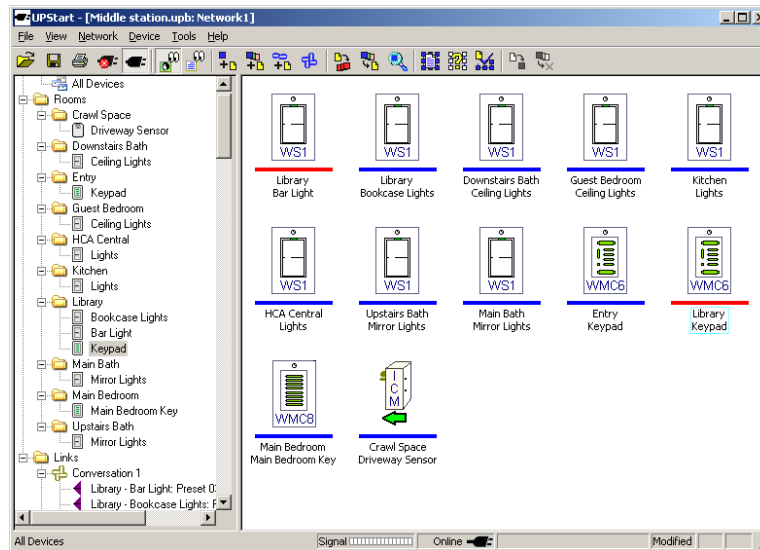 UPStart - [Middle station.upb: Network1]
File View Network Device Tools Help
All Devices
Rooms
Crawl Space
Driveway Sensor
Downstairs Bath
Ceiling Lights
Entry
Keypad
Guest Bedroom
Ceiling Lights
HCA Central
Lights
Kitchen
Lights
Library
Bookcase Lights
Bar Light
Keypad
Main Bath
Mirror Lights
Main Bedroom
Main Bedroom Key
Upstairs Bath
Mirror Lights
Links
Conversation 1
Library - Bar Light: Preset 0
Library - Bookcase Lights:
WS1 WS1 WS1 WS1 WS1
Library Library Downstairs Bath Guest Bedroom Kitchen
Bar Light Bookcase Lights Ceiling Lights Ceiling Lights Lights
WS1 WS1 WS1 WMC6 WMC6
HCA Central Upstairs Bath Main Bath Entry Library
Lights Mirror Lights Mirror Lights Keypad Keypad
I
C
M
WMC8
Main Bedroom Crawl Space
Main Bedroom Key Driveway Sensor
All Devices Signal Online Modified